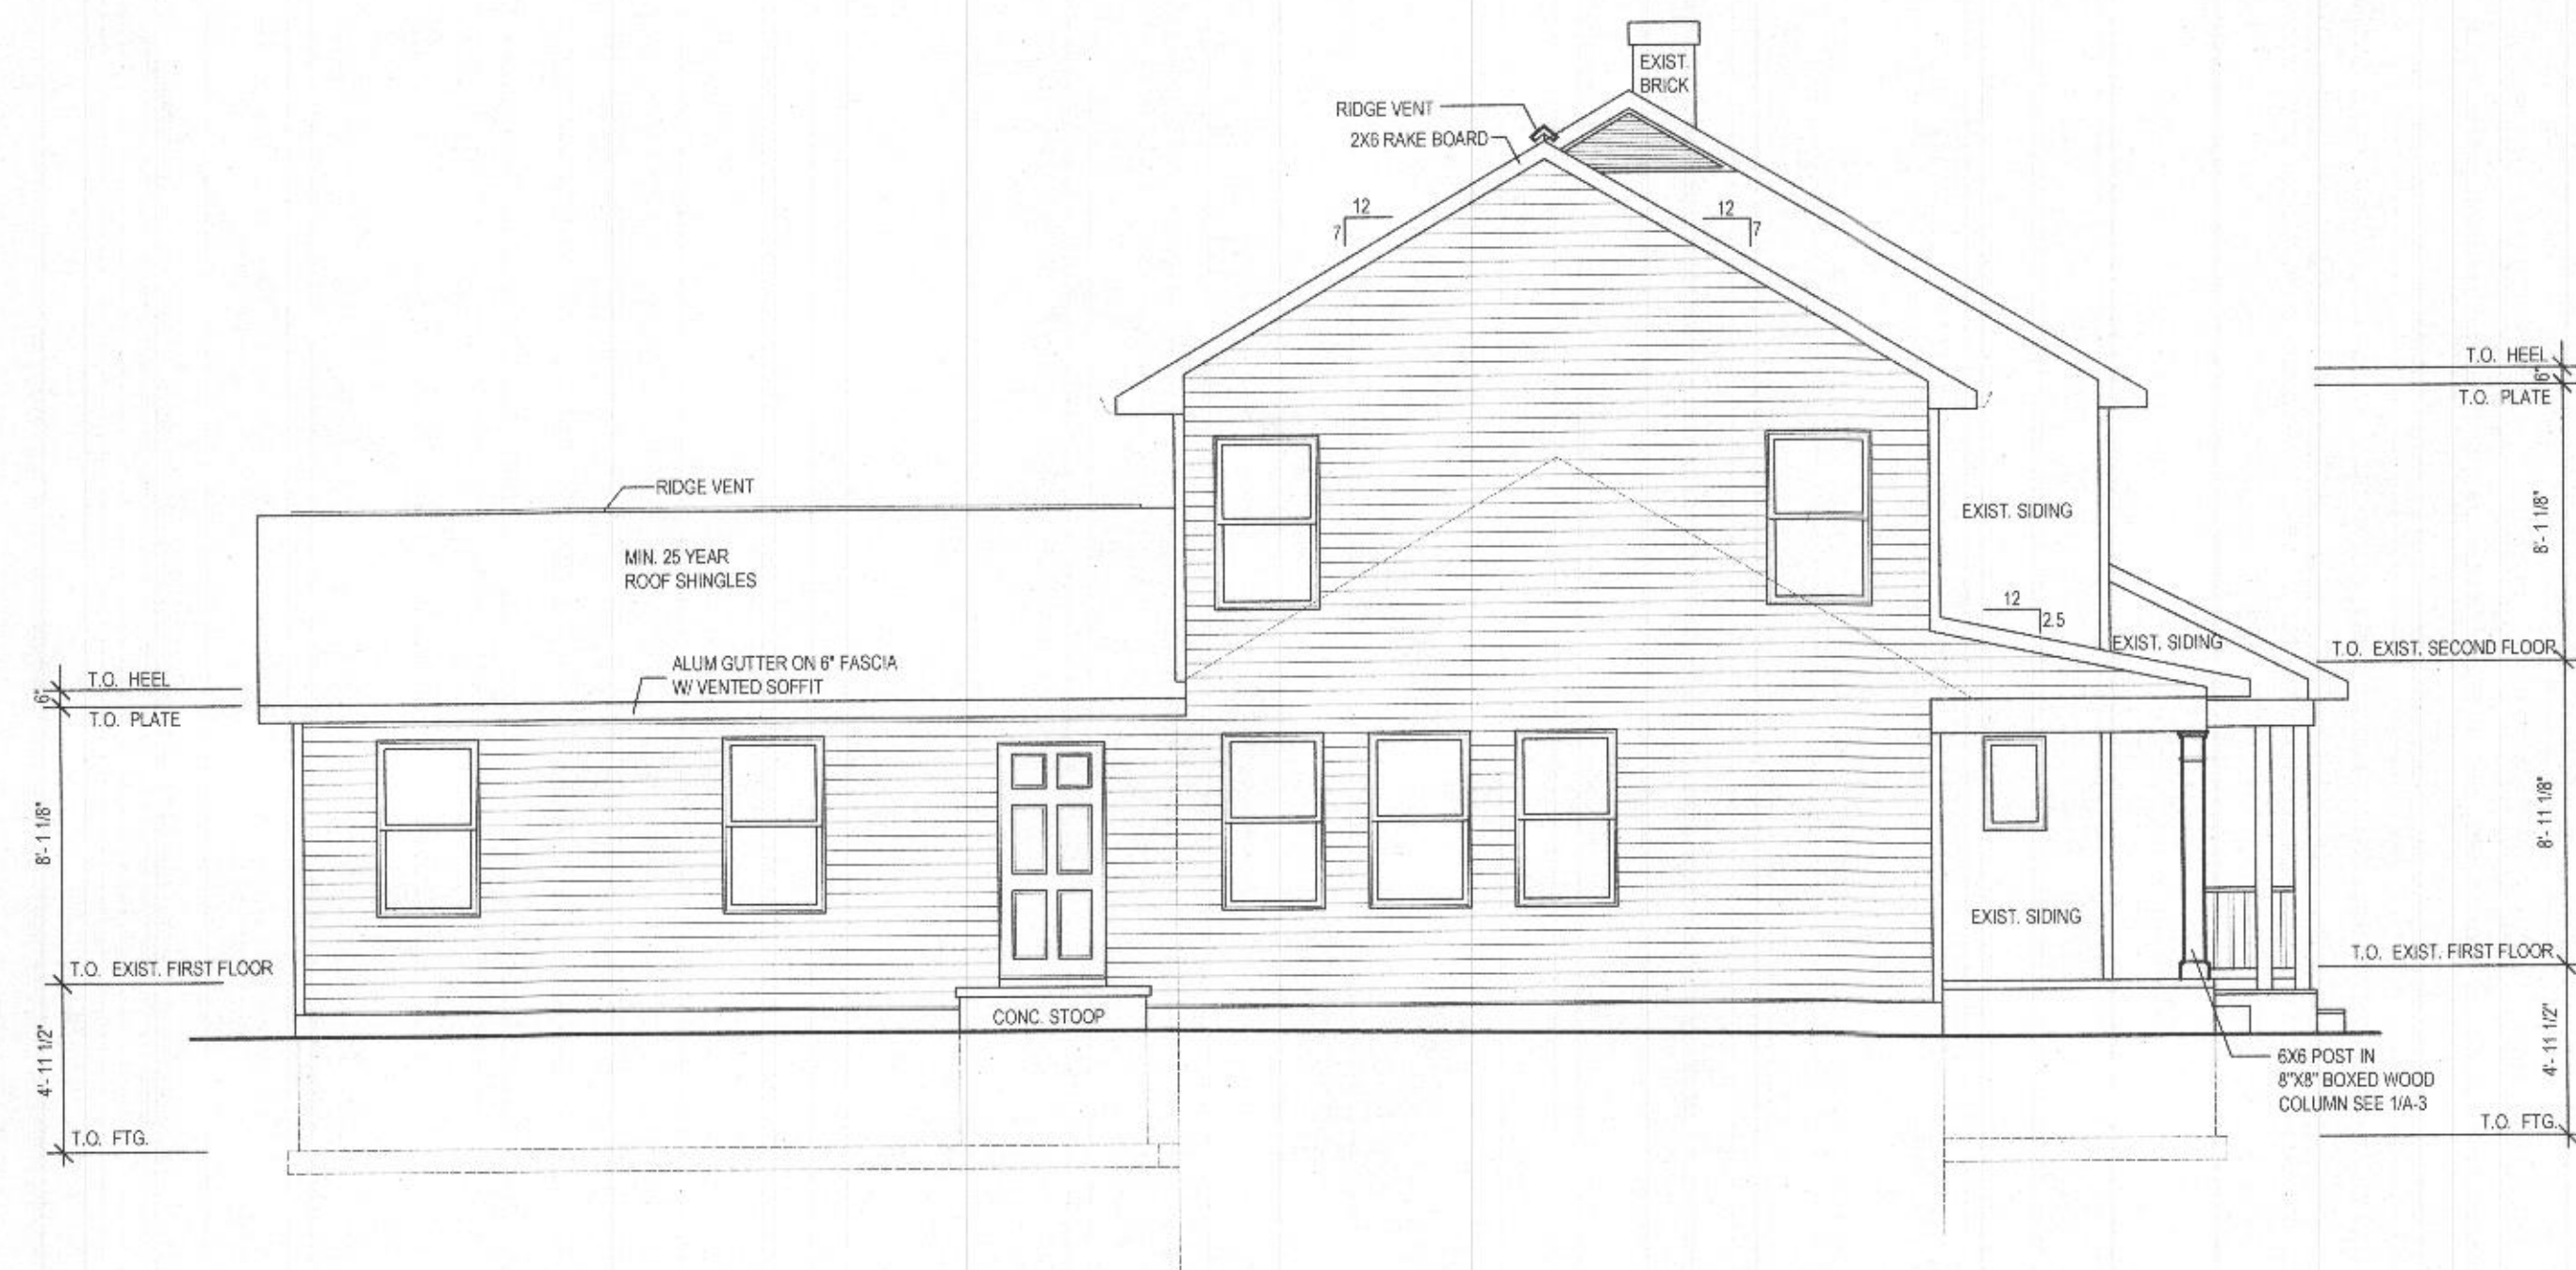 EXIST.
BRICK
RIDGE VENT
2X6 RAKE BOARD
12
7
12
7
T.O. HEEL
6"
T.O. PLATE
RIDGE VENT
8'- 1 1/8"
EXIST. SIDING
MIN. 25 YEAR
ROOF SHINGLES
12
2.5
EXIST. SIDING
T.O. EXIST. SECOND FLOOR
ALUM GUTTER ON 6" FASCIA
W/ VENTED SOFFIT
T.O. HEEL
6"
T.O. PLATE
8'- 1 1/8"
8'- 11 1/8"
EXIST. SIDING
T.O. EXIST. FIRST FLOOR
T.O. EXIST. FIRST FLOOR
CONC. STOOP
4'- 11 1/2"
4'- 11 1/2"
6X6 POST IN
8"X8" BOXED WOOD
COLUMN SEE 1/A-3
T.O. FTG.
T.O. FTG.